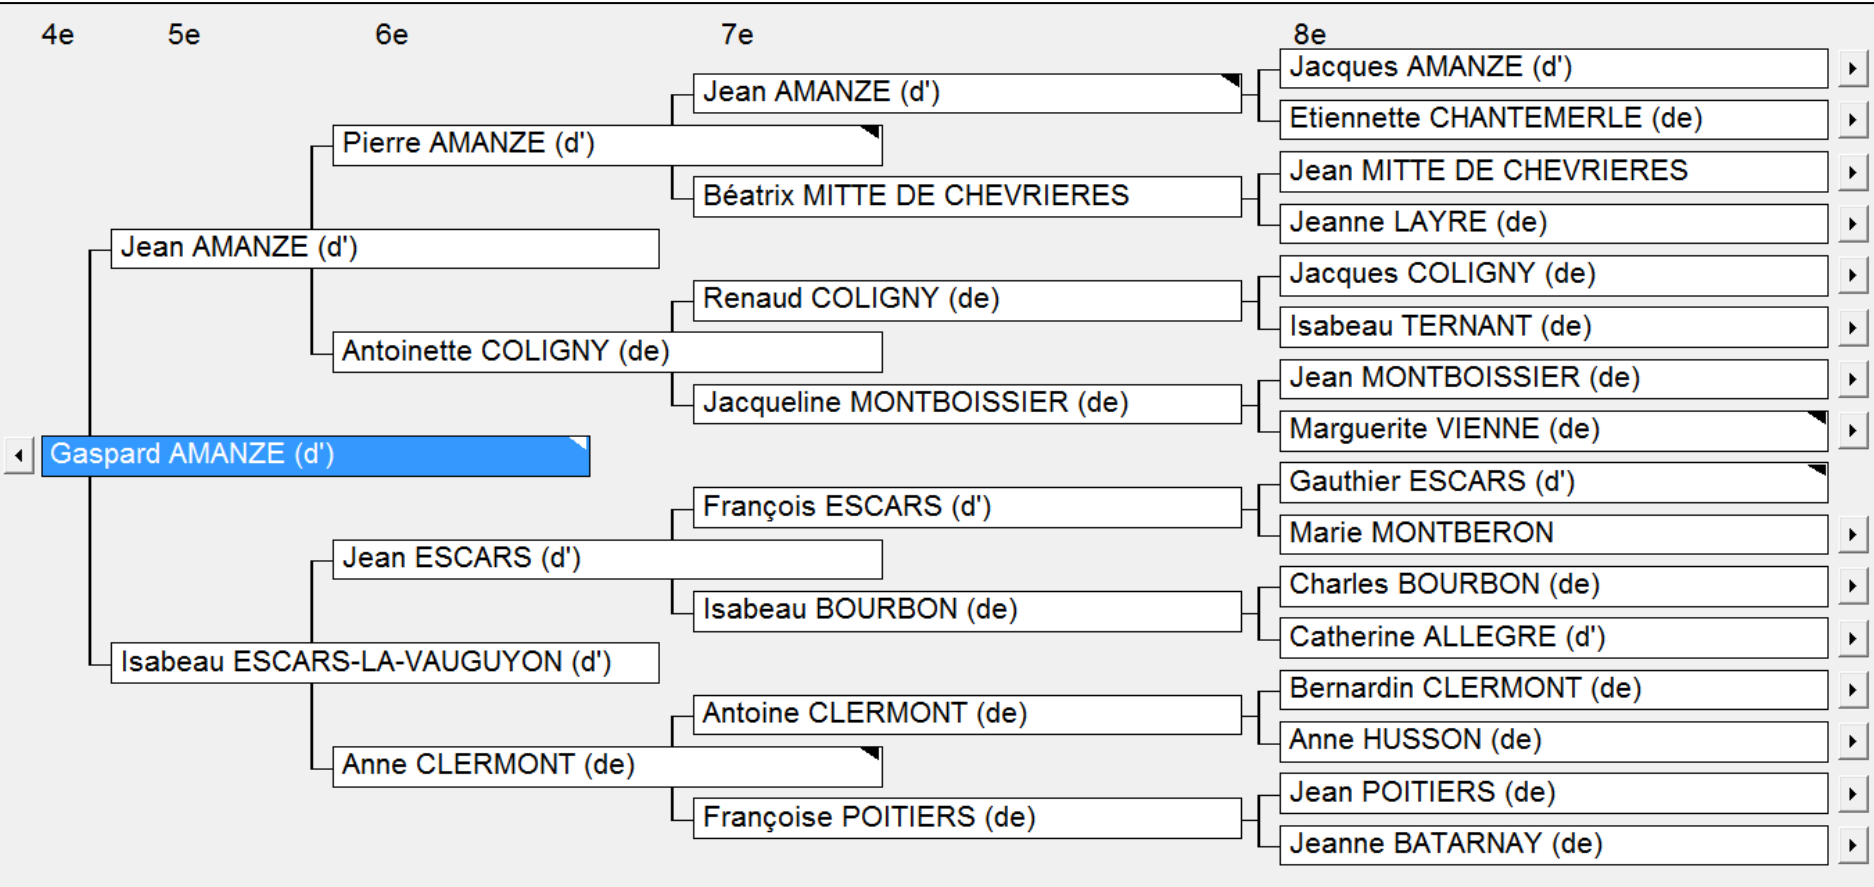 4e 5e 6e 7e 8e
Jacques AMANZE (d')
Jean AMANZE (d')
Etiennette CHANTEMERLE (de)
Pierre AMANZE (d')
Jean MITTE DE CHEVRIERES
Béatrix MITTE DE CHEVRIERES
Jeanne LAYRE (de)
Jean AMANZE (d')
Jacques COLIGNY (de)
Renaud COLIGNY (de)
Isabeau TERNANT (de)
Antoinette COLIGNY (de)
Jean MONTBOISSIER (de)
Jacqueline MONTBOISSIER (de)
Marguerite VIENNE (de)
Gaspard AMANZE (d')
Gauthier ESCARS (d')
François ESCARS (d')
Marie MONTBERON
Jean ESCARS (d')
Charles BOURBON (de)
Isabeau BOURBON (de)
Catherine ALLEGRE (d')
Isabeau ESCARS-LA-VAUGUYON (d')
Bernardin CLERMONT (de)
Antoine CLERMONT (de)
Anne HUSSON (de)
Anne CLERMONT (de)
Jean POITIERS (de)
Françoise POITIERS (de)
Jeanne BATARNAY (de)